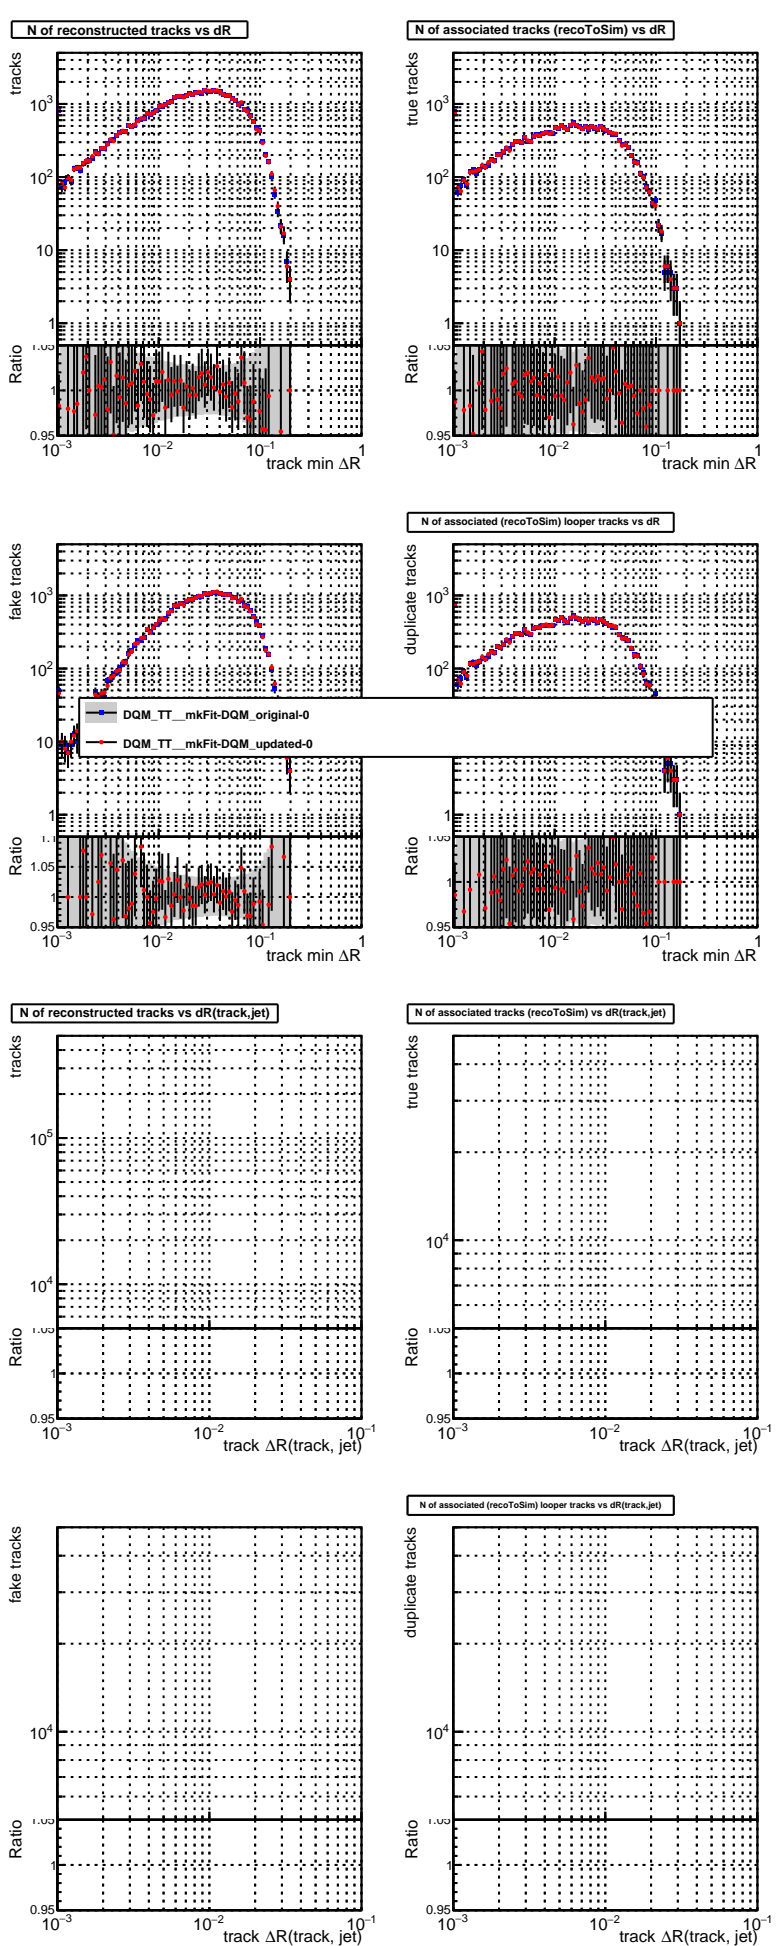 N of reconstructed tracks vs dR
tracks
10³
10²
10
1
Ratio
1.05
1
0.95
10⁻³
10⁻²
10⁻¹
1
track min ΔR
N of associated tracks (recoToSim) vs dR
true tracks
10³
10²
10
1
Ratio
1.05
1
0.95
10⁻³
10⁻²
10⁻¹
1
track min ΔR
fake tracks
10³
10²
10
1
Ratio
1.1
1.05
1
0.95
10⁻³
10⁻²
10⁻¹
1
track min ΔR
N of associated (recoToSim) looper tracks vs dR
duplicate tracks
10³
10²
10
1
Ratio
1.05
1
0.95
10⁻³
10⁻²
10⁻¹
1
track min ΔR
DQM_TT__mkFit-DQM_original-0
DQM_TT__mkFit-DQM_updated-0
N of reconstructed tracks vs dR(track,jet)
tracks
10⁵
10⁴
Ratio
1.05
1
0.95
10⁻³
10⁻²
10⁻¹
track ΔR(track, jet)
N of associated tracks (recoToSim) vs dR(track,jet)
true tracks
10⁴
Ratio
1.05
1
0.95
10⁻³
10⁻²
10⁻¹
track ΔR(track, jet)
fake tracks
10⁴
Ratio
1.05
1
0.95
10⁻³
10⁻²
10⁻¹
track ΔR(track, jet)
N of associated (recoToSim) looper tracks vs dR(track,jet)
duplicate tracks
10⁴
Ratio
1.05
1
0.95
10⁻³
10⁻²
10⁻¹
track ΔR(track, jet)